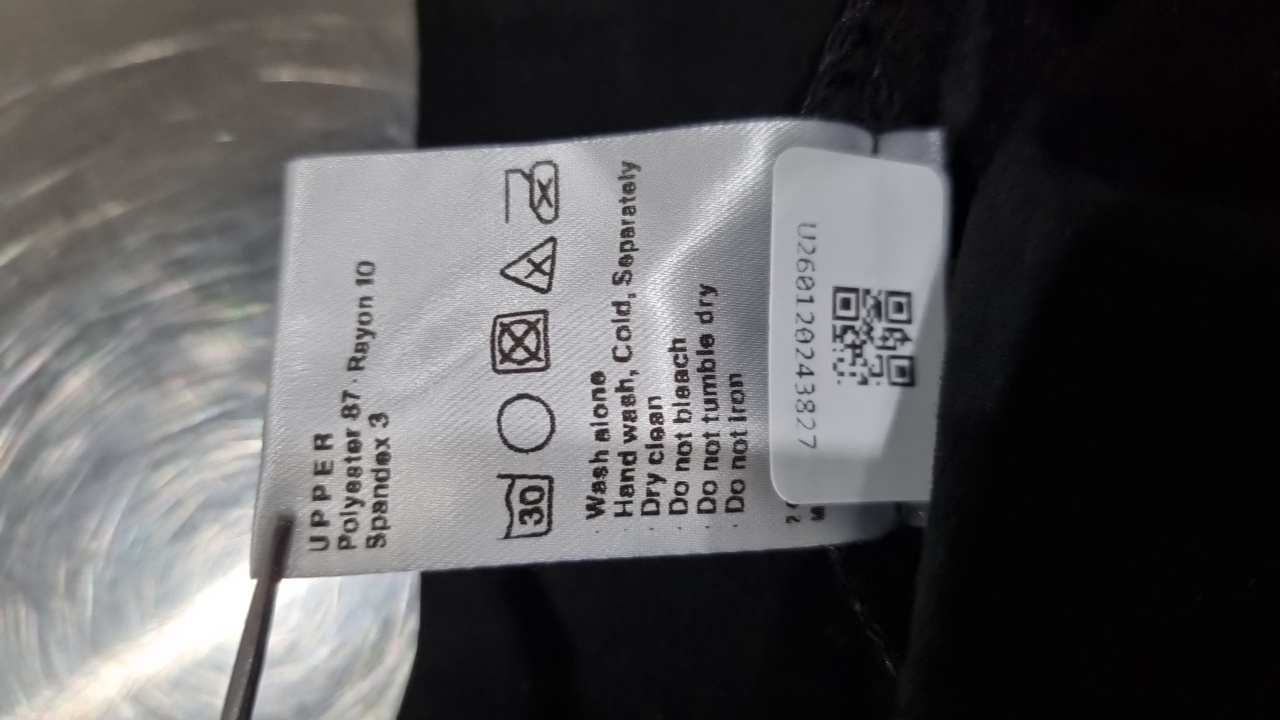 UPPER
Polyester 87 · Rayon 10
Spandex 3
30
Wash alone
· Hand wash, Cold, Separately
Dry clean
· Do not bleach
· Do not tumble dry
· Do not iron
U260120243827